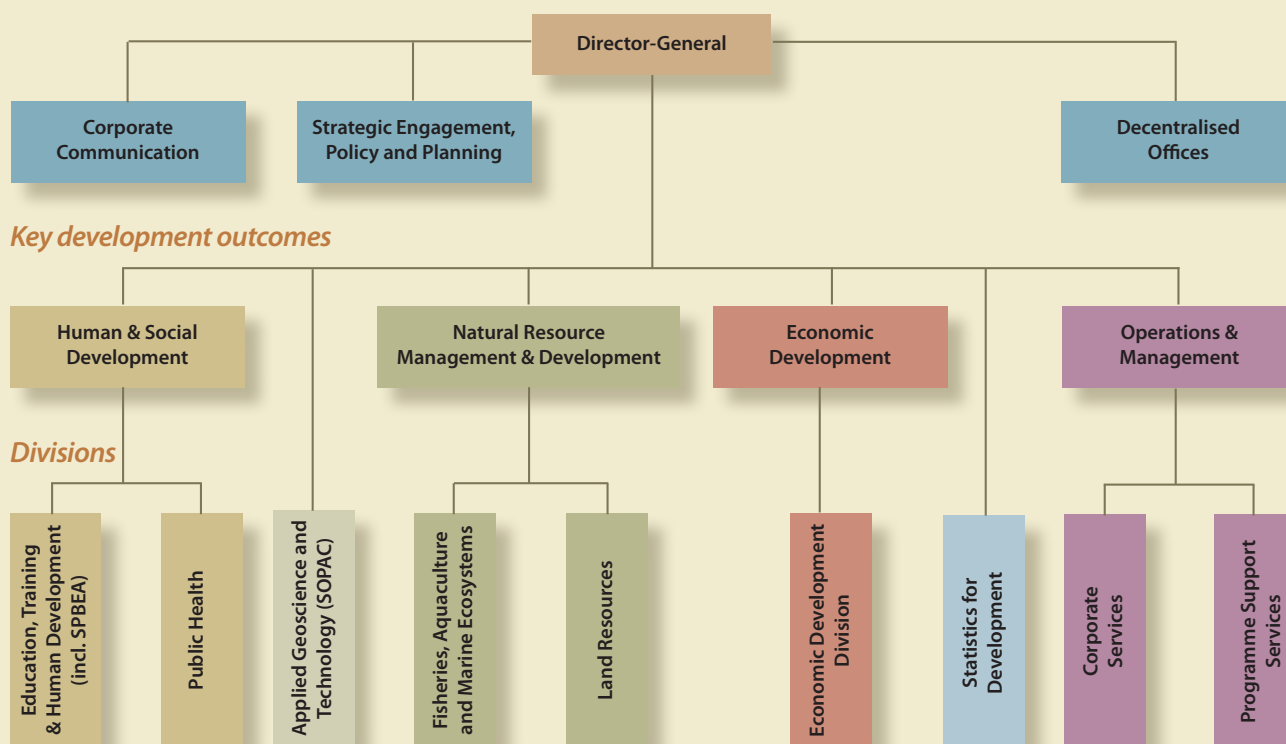 Director-General
Corporate
Communication
Strategic Engagement,
Policy and Planning
Decentralised
Offices
Key development outcomes
Human & Social
Development
Natural Resource
Management & Development
Economic
Development
Operations &
Management
Divisions
Education, Training
& Human Development
(incl. SPBEA)
Public Health
Applied Geoscience and
Technology (SOPAC)
Fisheries, Aquaculture
and Marine Ecosystems
Land Resources
Economic Development
Division
Statistics for
Development
Corporate
Services
Programme Support
Services